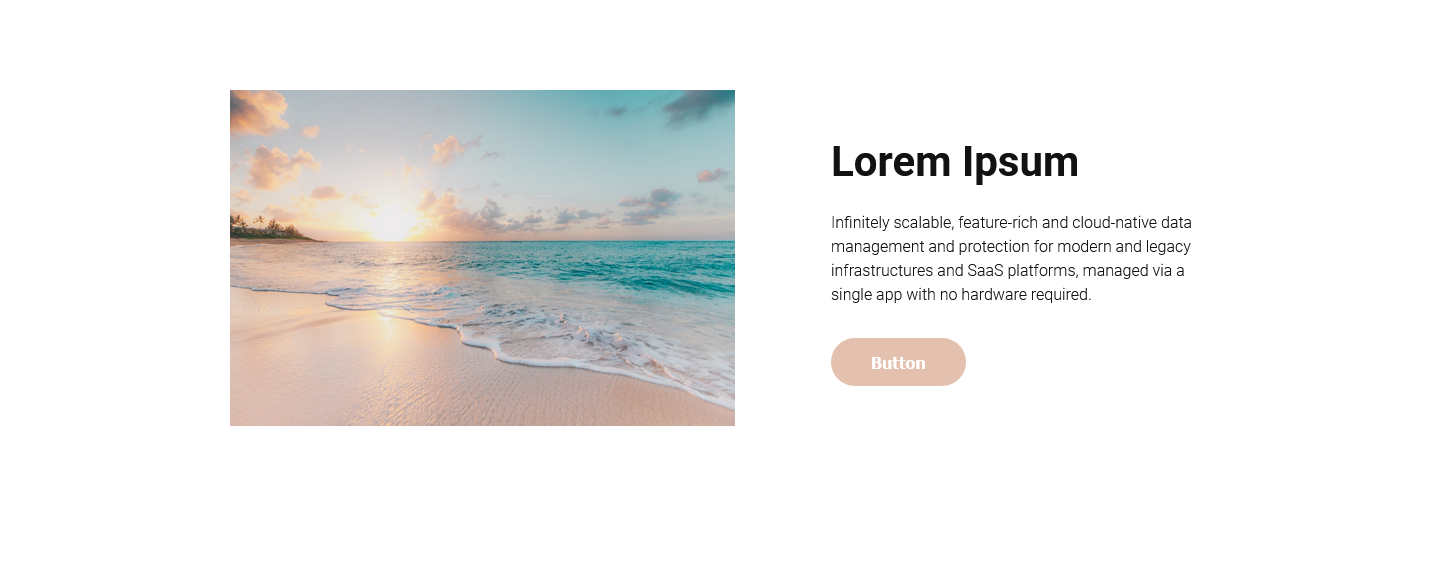 Lorem Ipsum
Infinitely scalable, feature-rich and cloud-native data
management and protection for modern and legacy
infrastructures and SaaS platforms, managed via a
single app with no hardware required.
Button